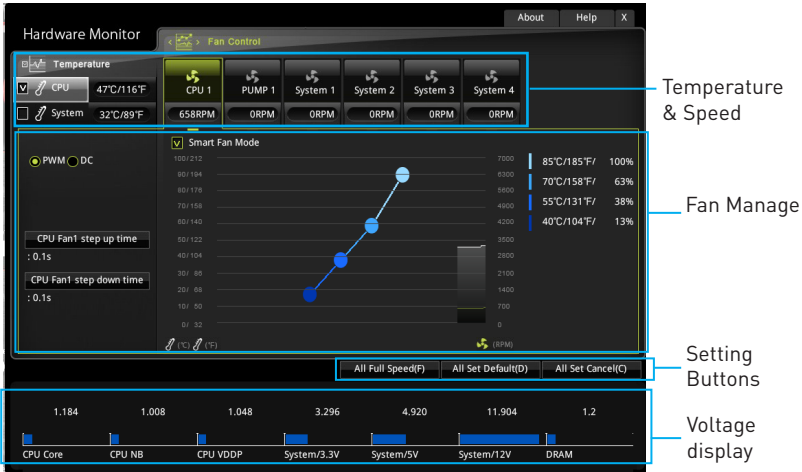 About Help X
Hardware Monitor
Fan Control
Temperature
CPU 47°C/116°F
System 32°C/89°F
CPU 1 PUMP 1 System 1 System 2 System 3 System 4
658RPM 0RPM 0RPM 0RPM 0RPM 0RPM
Temperature
& Speed
Smart Fan Mode
PWM DC
CPU Fan1 step up time
: 0.1s
CPU Fan1 step down time
: 0.1s
100/212 7000
90/194 6300
80/176 5600
70/158 4900
60/140 4200
50/122 3500
40/104 2800
30/ 86 2100
20/ 68 1400
10/ 50 700
0/ 32 0
(°C) (°F) (RPM)
85°C/185°F/ 100%
70°C/158°F/ 63%
55°C/131°F/ 38%
40°C/104°F/ 13%
Fan Manage
All Full Speed(F) All Set Default(D) All Set Cancel(C)
Setting
Buttons
1.184 1.008 1.048 3.296 4.920 11.904 1.2
CPU Core CPU NB CPU VDDP System/3.3V System/5V System/12V DRAM
Voltage
display